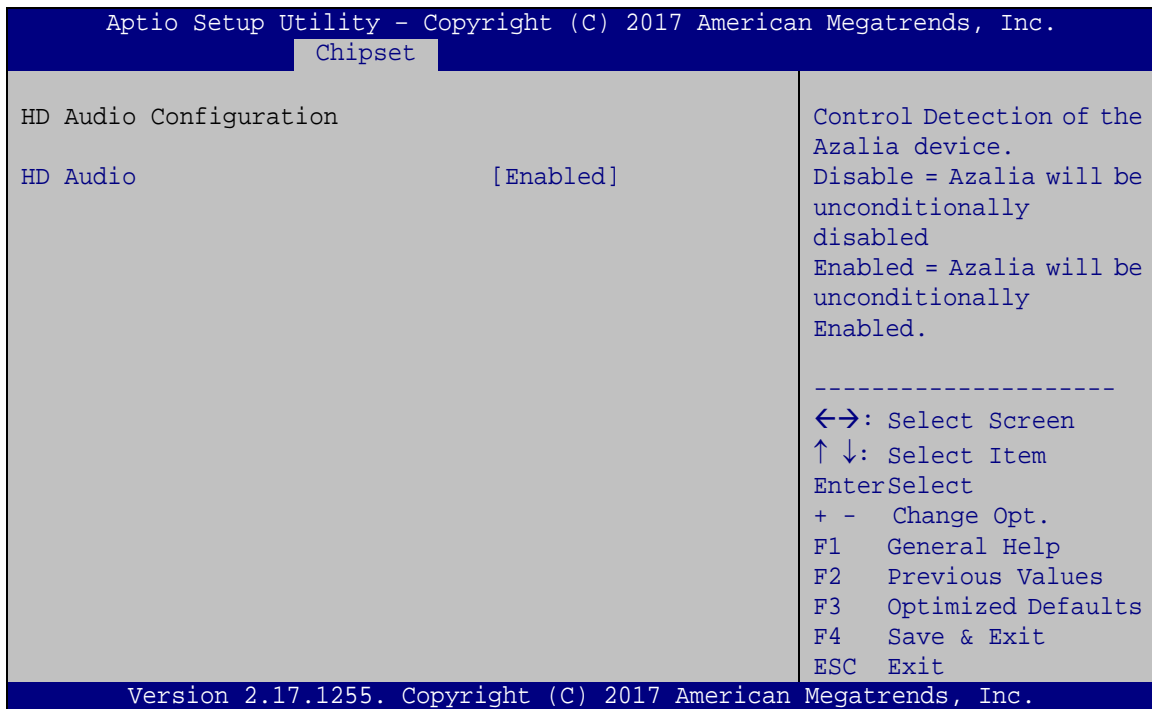 Aptio Setup Utility – Copyright (C) 2017 American Megatrends, Inc.
Chipset
HD Audio Configuration
HD Audio [Enabled]
Control Detection of the
Azalia device.
Disable = Azalia will be
unconditionally
disabled
Enabled = Azalia will be
unconditionally
Enabled.
---------------------
←→: Select Screen
↑ ↓: Select Item
EnterSelect
+ - Change Opt.
F1 General Help
F2 Previous Values
F3 Optimized Defaults
F4 Save & Exit
ESC Exit
Version 2.17.1255. Copyright (C) 2017 American Megatrends, Inc.